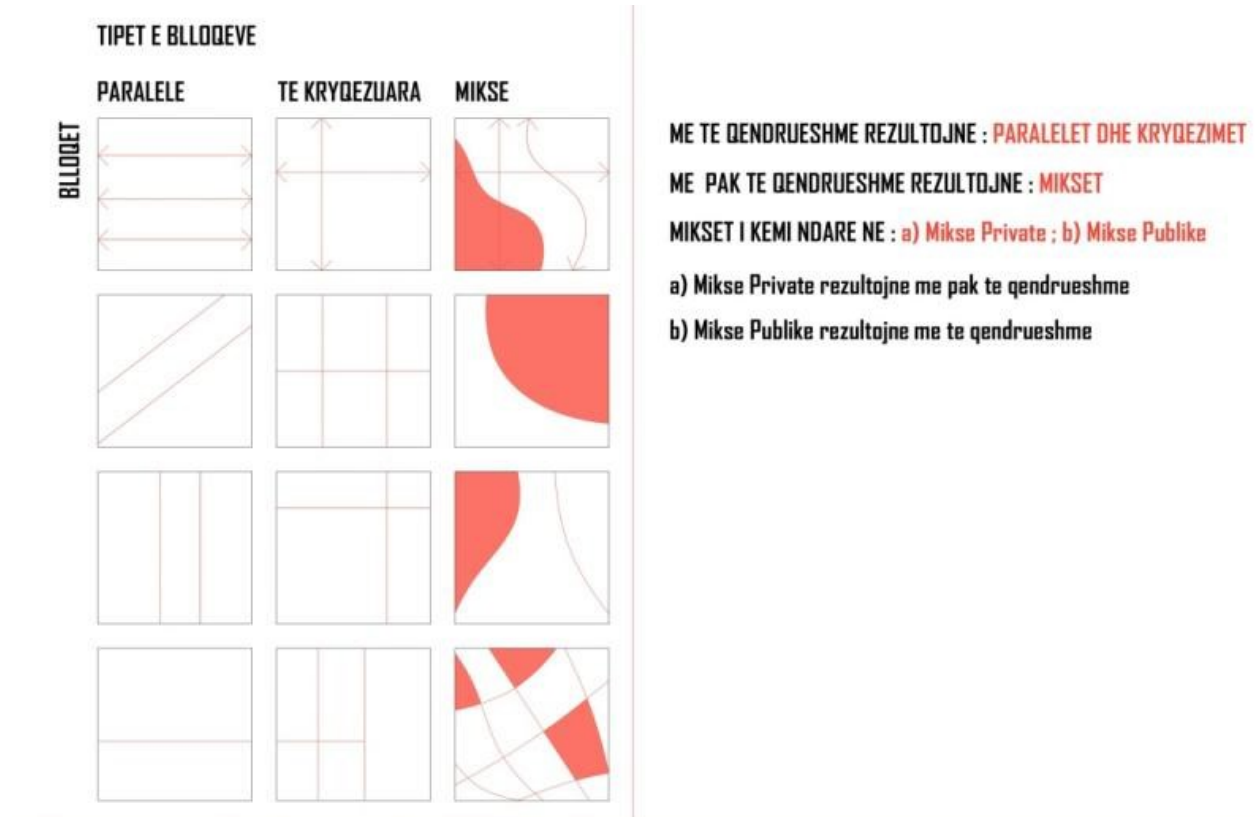 TIPET E BLLOQEVE
PARALELE
TE KRYQEZUARA
MIKSE
BLLOQET
ME TE QENDRUESHME REZULTOJNE : PARALELET DHE KRYQEZIMET
ME PAK TE QENDRUESHME REZULTOJNE : MIKSET
MIKSET I KEMI NDARE NE : a) Mikse Private ; b) Mikse Publike
a) Mikse Private rezultojne me pak te qendrueshme
b) Mikse Publike rezultojne me te qendrueshme